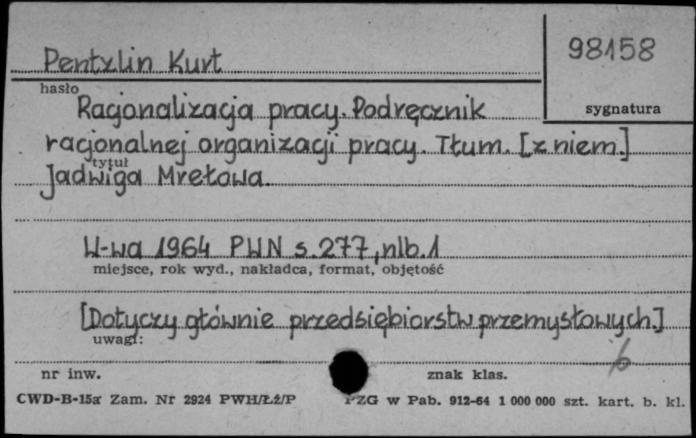 98158
Pentzlin Kurt
hasło
sygnatura
Racjonalizacja pracy. Podręcznik
racjonalnej organizacji pracy. Tłum. [z niem.]
tytuł
Jadwiga Mrełowa.
W-wa 1964 PWN s. 277, nlb. 1
miejsce, rok wyd., nakładca, format, objętość
[Dotyczy głównie przedsiębiorstw przemysłowych.]
uwagi:
nr inw.
znak klas.
CWD-B-15a Zam. Nr 2924 PWH/ŁŹ/P
PZG w Pab. 912-64 1 000 000 szt. kart. b. kl.